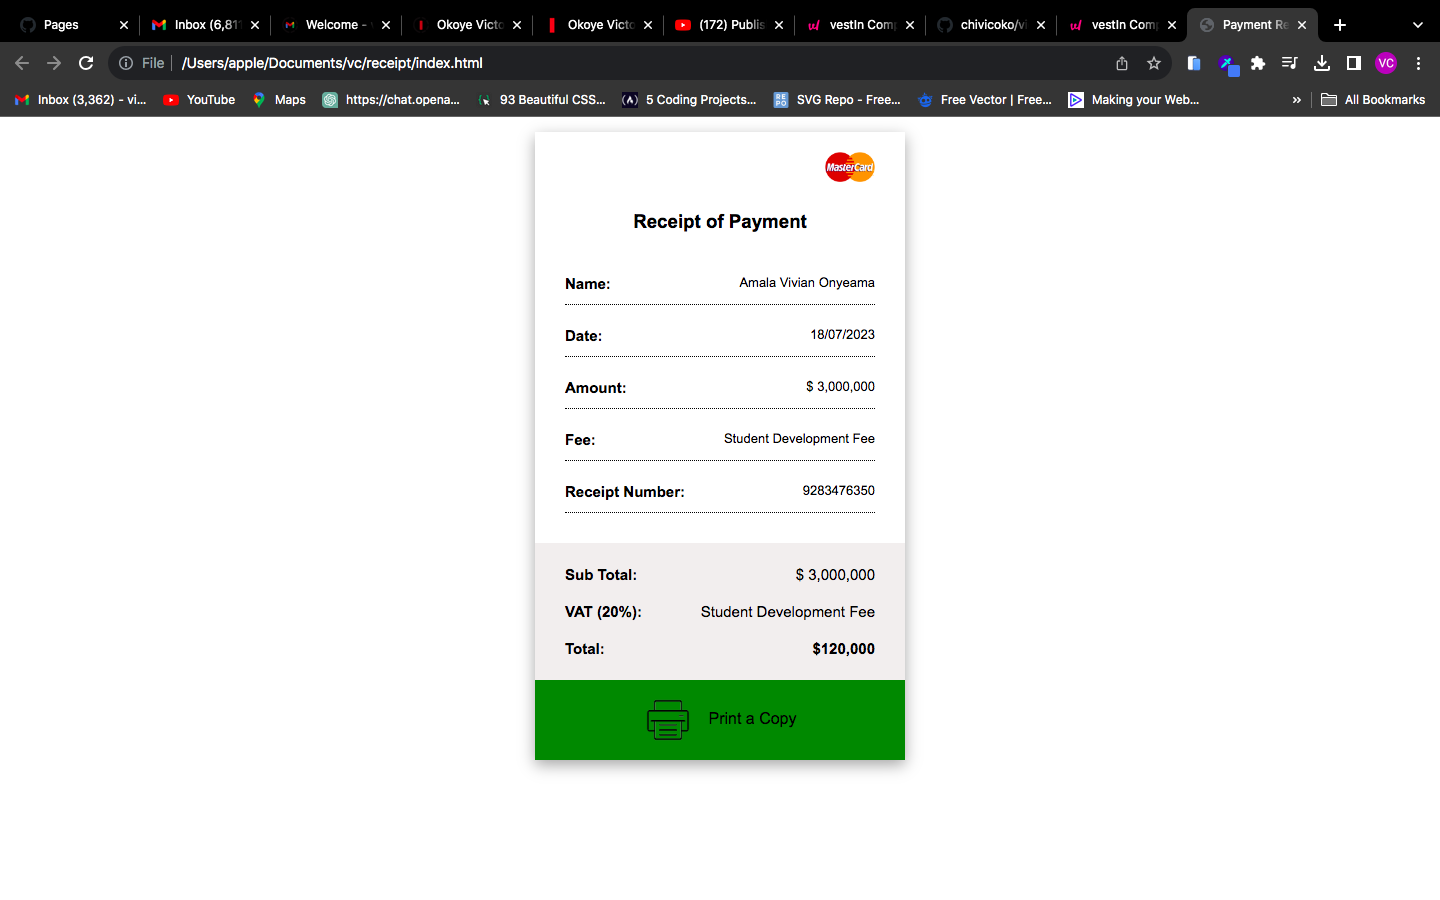 Pages
Inbox (6,811
Welcome -
Okoye Victo
Okoye Victo
(172) Publis
vestIn Comp
chivicoko/vi
vestIn Comp
Payment Re
File
/Users/apple/Documents/vc/receipt/index.html
VC
Inbox (3,362) - vi...
YouTube
Maps
https://chat.opena...
93 Beautiful CSS...
5 Coding Projects...
SVG Repo - Free...
Free Vector | Free...
Making your Web...
»
All Bookmarks
MasterCard
Receipt of Payment
Name: Amala Vivian Onyeama
Date: 18/07/2023
Amount: $ 3,000,000
Fee: Student Development Fee
Receipt Number: 9283476350
Sub Total: $ 3,000,000
VAT (20%): Student Development Fee
Total: $120,000
Print a Copy